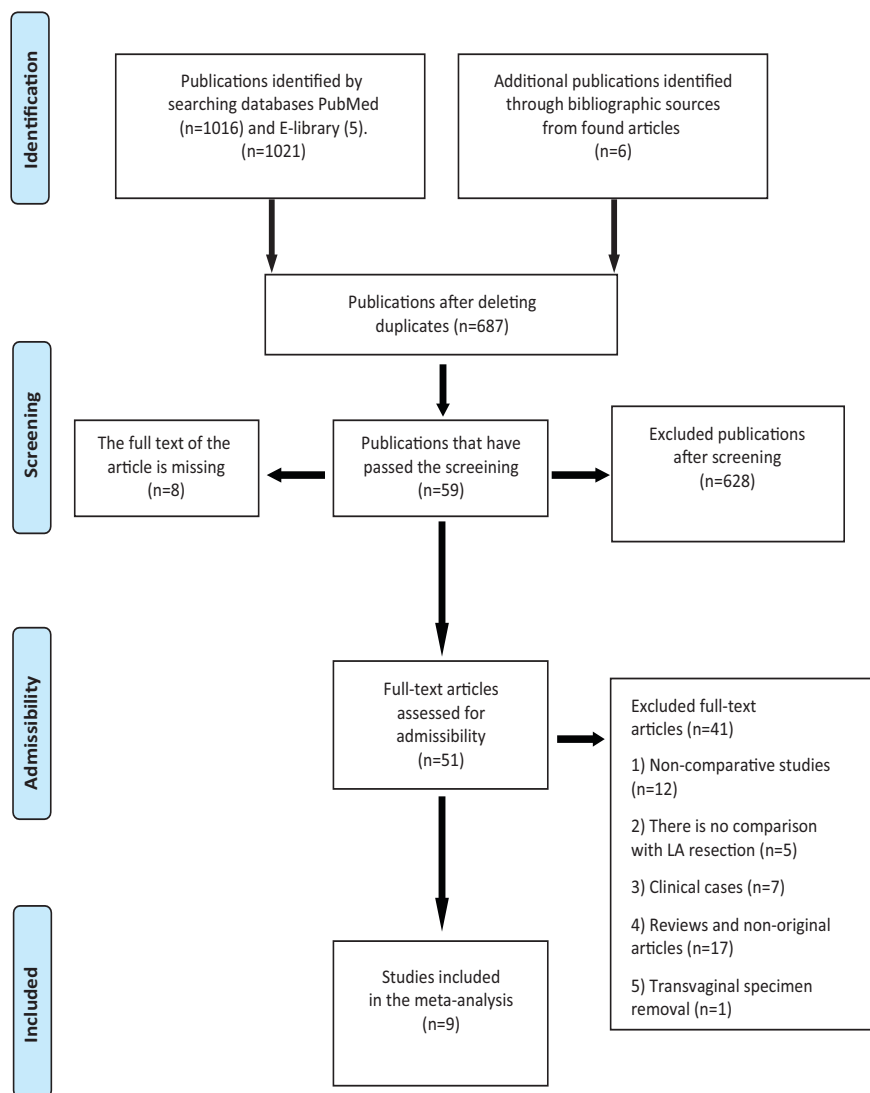 Identification
Publications identified by
searching databases PubMed
(n=1016) and E-library (5).
(n=1021)
Additional publications identified
through bibliographic sources
from found articles
(n=6)
Publications after deleting
duplicates (n=687)
Screening
The full text of the
article is missing
(n=8)
Publications that have
passed the screeining
(n=59)
Excluded publications
after screening
(n=628)
Admissibility
Full-text articles
assessed for
admissibility
(n=51)
Excluded full-text
articles (n=41)
1) Non-comparative studies
(n=12)
2) There is no comparison
with LA resection (n=5)
3) Clinical cases (n=7)
4) Reviews and non-original
articles (n=17)
5) Transvaginal specimen
removal (n=1)
Included
Studies included
in the meta-analysis
(n=9)